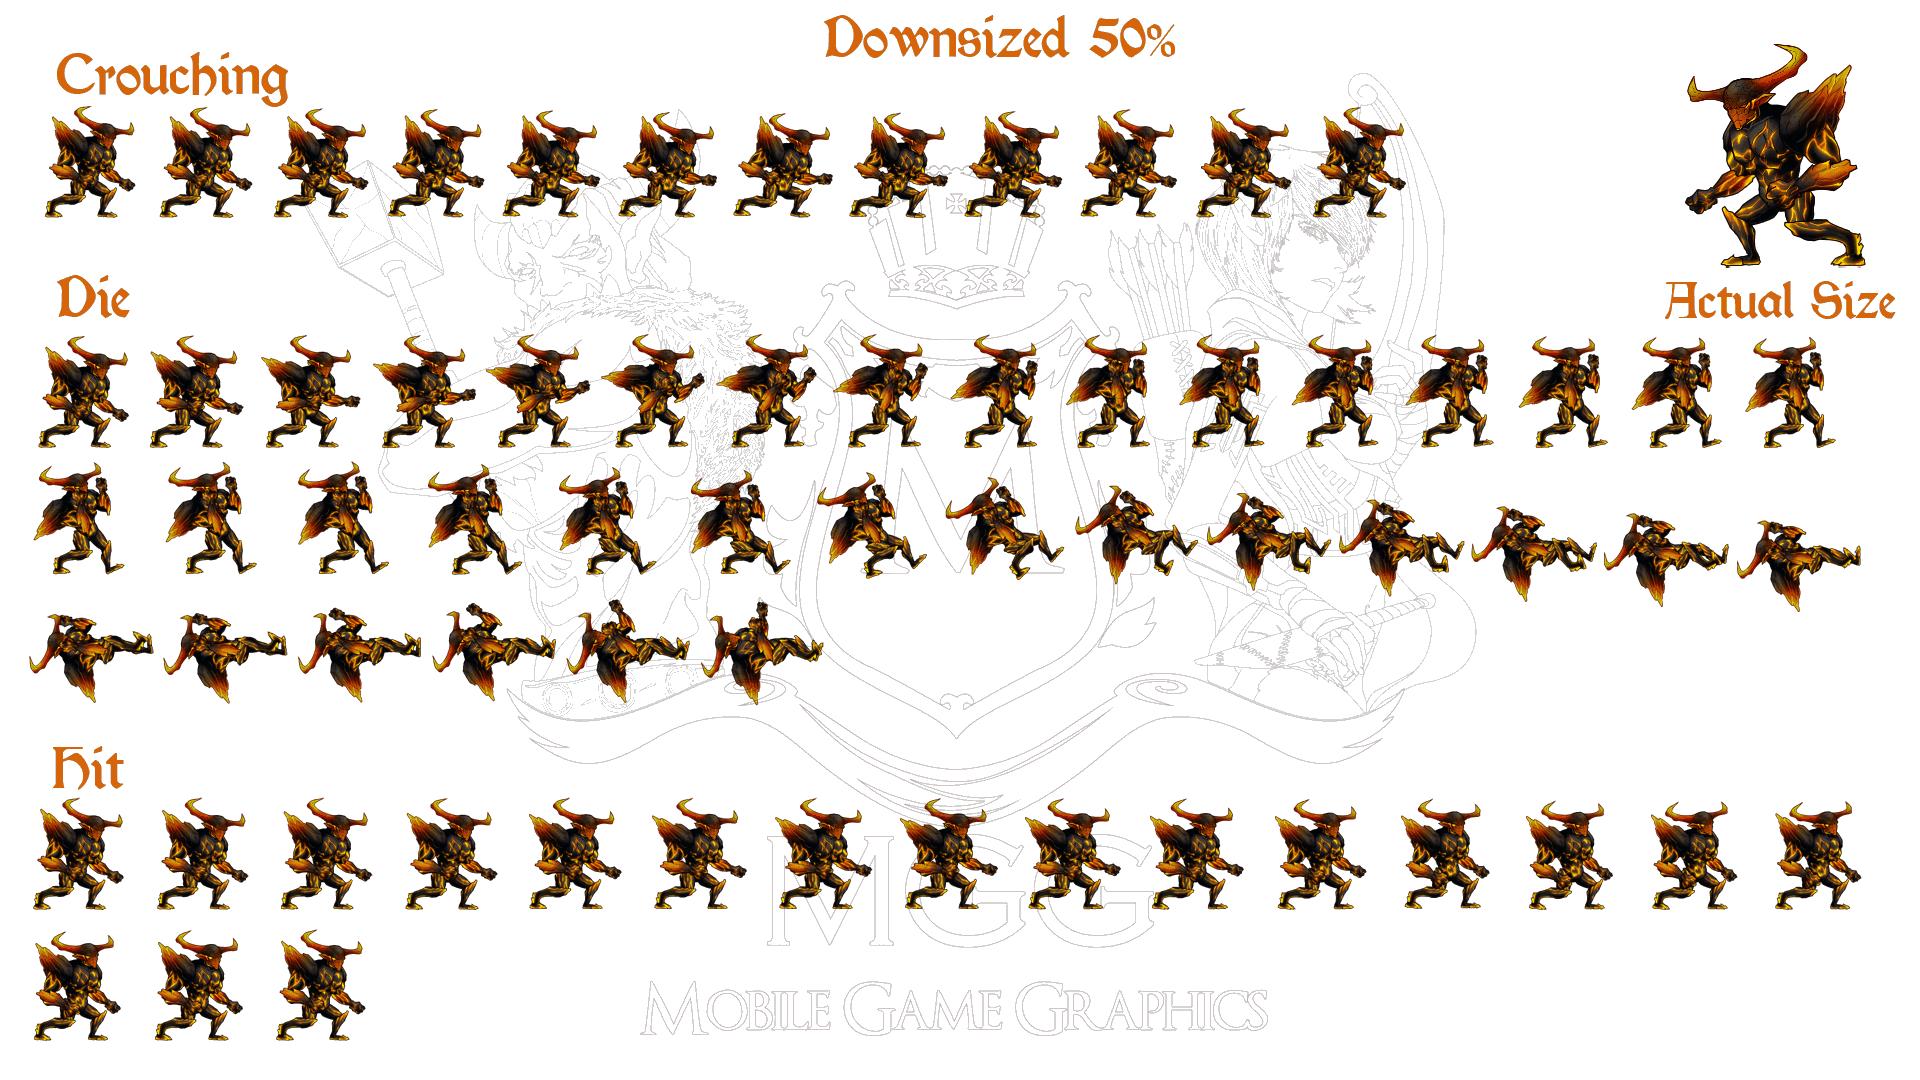 Downsized 50%
Crouching
Die
Actual Size
M
Hit
MGG
MOBILE GAME GRAPHICS